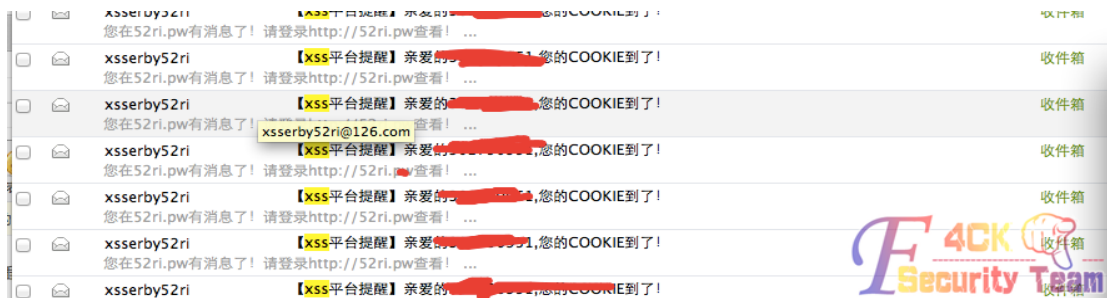 xsserby52ri 【xss平台提醒】亲爱的 ,您的COOKIE到了! 收件箱
您在52ri.pw有消息了!请登录http://52ri.pw查看! ...
xsserby52ri 【xss平台提醒】亲爱的 ,您的COOKIE到了! 收件箱
您在52ri.pw有消息了!请登录http://52ri.pw查看! ...
xsserby52ri 【xss平台提醒】亲爱的 ,您的COOKIE到了! 收件箱
您在52ri.pw有消息了! 查看! ...
xsserby52ri@126.com
xsserby52ri 【xss平台提醒】亲爱的 ,您的COOKIE到了! 收件箱
您在52ri.pw有消息了!请登录http://52ri.pw查看! ...
xsserby52ri 【xss平台提醒】亲爱的 1,您的COOKIE到了! 收件箱
您在52ri.pw有消息了!请登录http://52ri.pw查看! ...
xsserby52ri 【xss平台提醒】亲爱的 51,您的COOKIE到了! 收件箱
您在52ri.pw有消息了!请登录http://52ri.pw查看! ...
xsserby52ri 【xss平台提醒】亲爱的 COOKIE到了! 收件箱
F4CK
Security Team